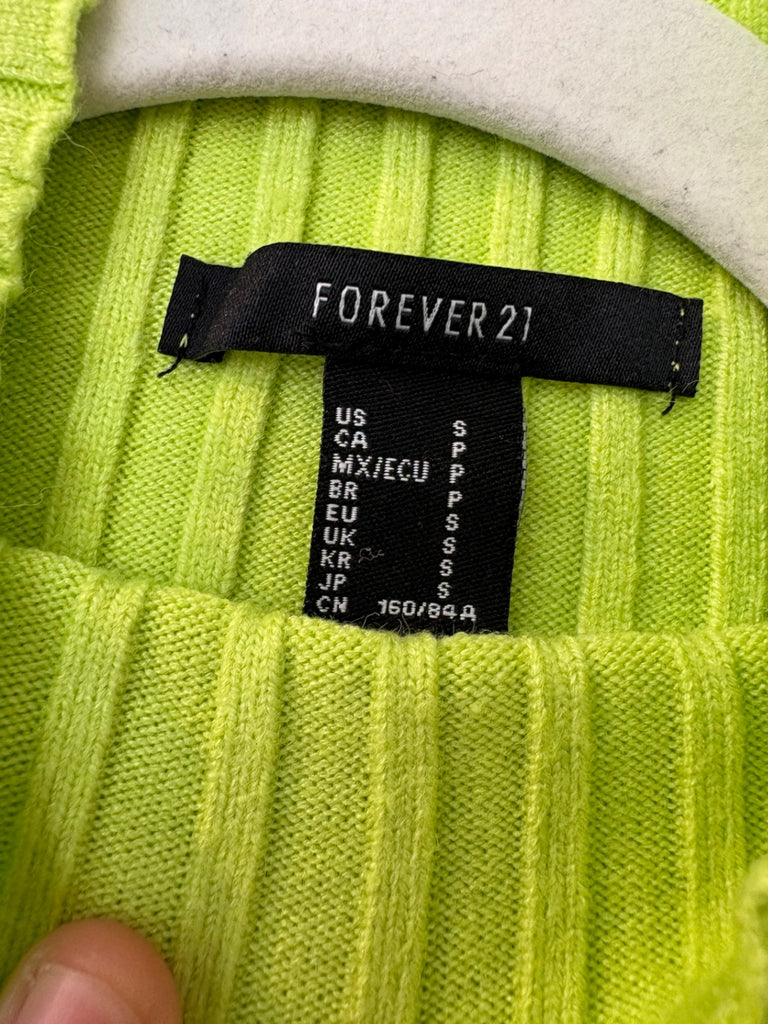 FOREVER 21
US S
CA P
MX/ECU P
BR P
EU S
UK S
KR S
JP S
CN 160/84A